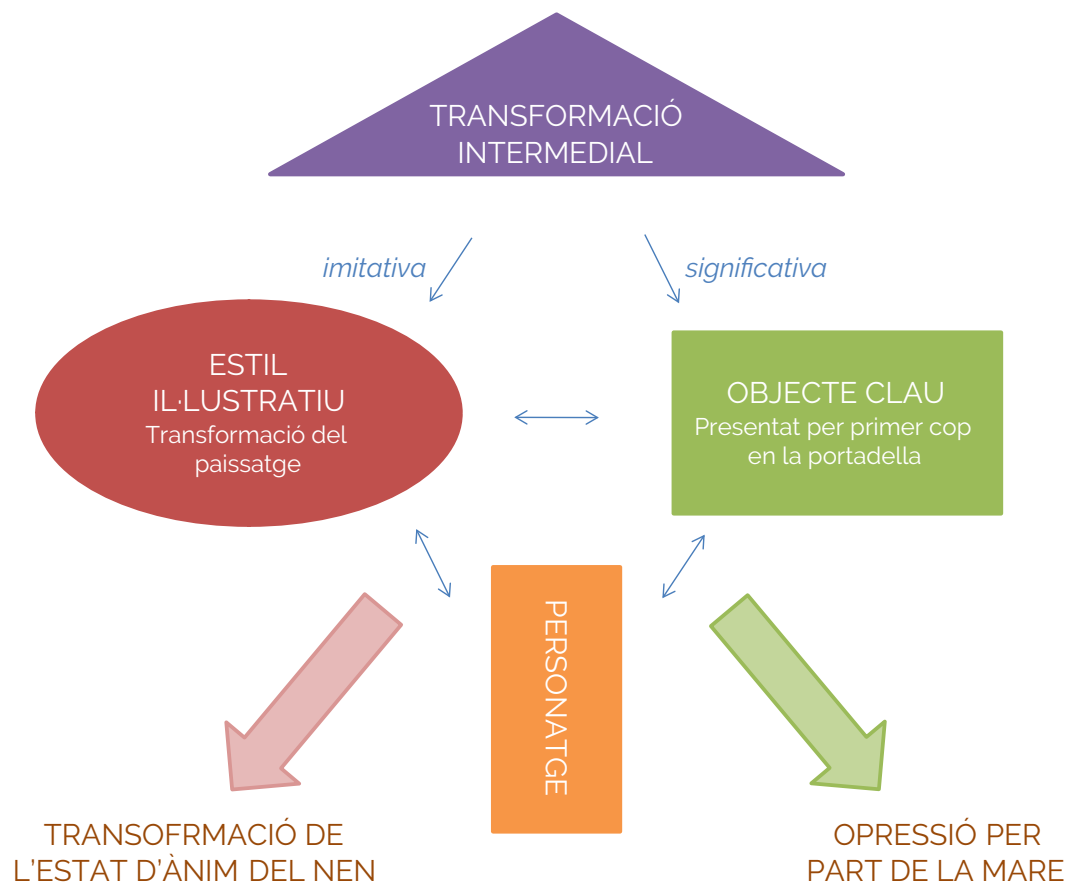 TRANSFORMACIÓ
INTERMEDIAL
imitativa
significativa
ESTIL
IL·LUSTRATIU
Transformació del
paissatge
OBJECTE CLAU
Presentat per primer cop
en la portadella
PERSONATGE
TRANSOFRMACIÓ DE
L'ESTAT D'ÀNIM DEL NEN
OPRESSIÓ PER
PART DE LA MARE